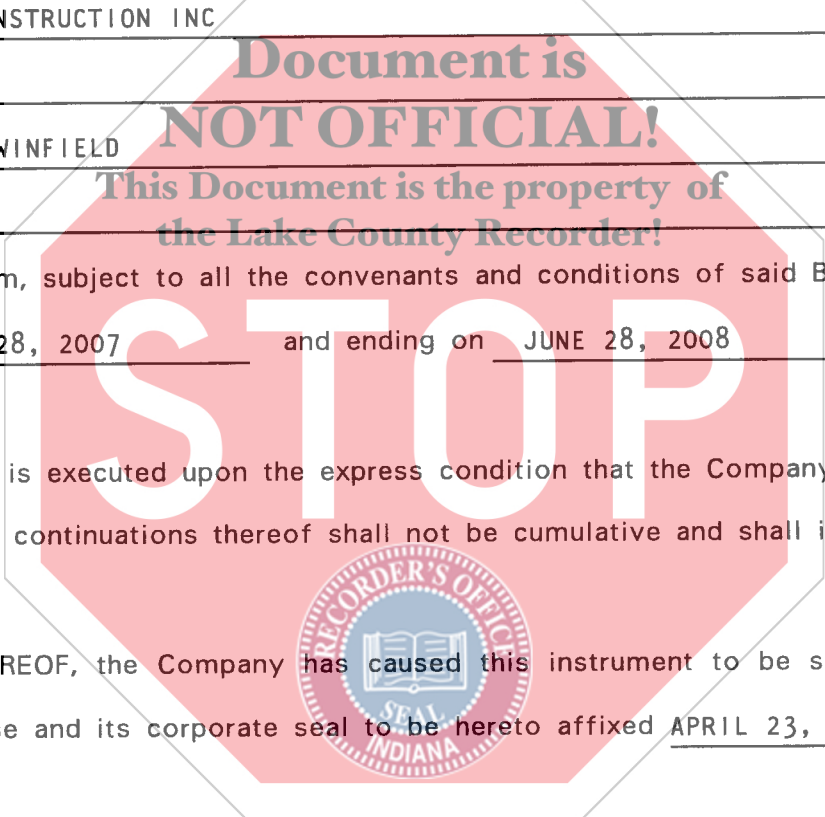 NSTRUCTION INC
Document is
NOT OFFICIAL!
WINFIELD
This Document is the property of
the Lake County Recorder!
m, subject to all the convenants and conditions of said B
28, 2007 and ending on JUNE 28, 2008
STOP
is executed upon the express condition that the Company
continuations thereof shall not be cumulative and shall i
RECORDER'S OFFICE
REOF, the Company has caused this instrument to be s
SEAL
se and its corporate seal to be hereto affixed APRIL 23,
INDIANA